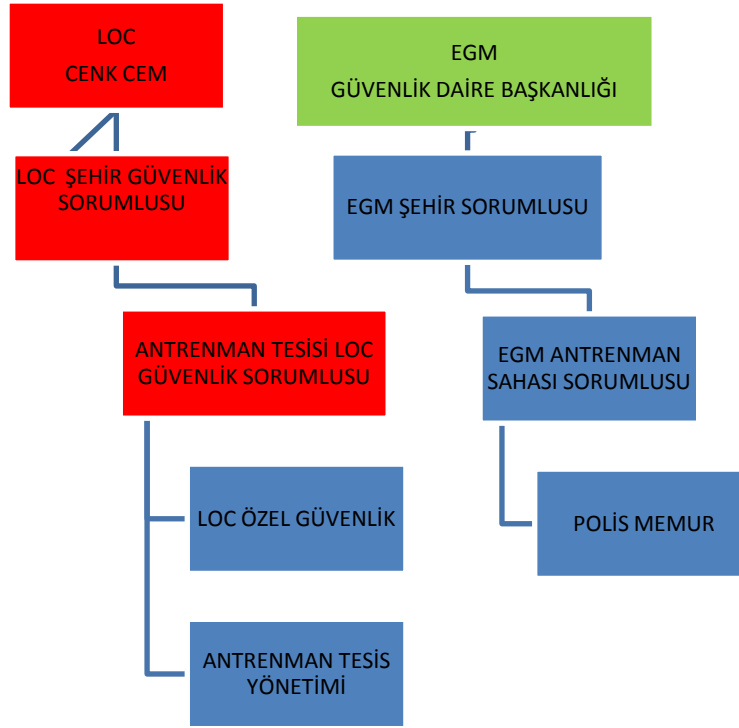 LOC
CENK CEM
LOC ŞEHİR GÜVENLİK
SORUMLUSU
ANTRENMAN TESİSİ LOC
GÜVENLİK SORUMLUSU
LOC ÖZEL GÜVENLİK
ANTRENMAN TESİS
YÖNETİMİ
EGM
GÜVENLİK DAİRE BAŞKANLIĞI
EGM ŞEHİR SORUMLUSU
EGM ANTRENMAN
SAHASI SORUMLUSU
POLİS MEMUR